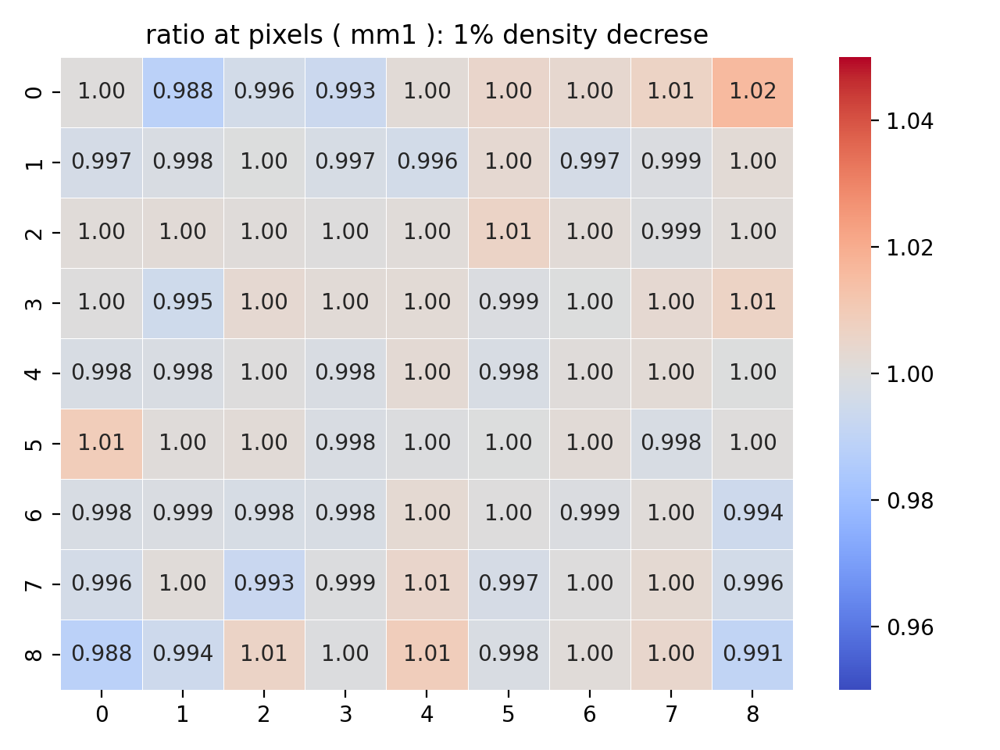 ratio at pixels ( mm1 ): 1% density decrese
0 1.00 0.988 0.996 0.993 1.00 1.00 1.00 1.01 1.02
1 0.997 0.998 1.00 0.997 0.996 1.00 0.997 0.999 1.00
2 1.00 1.00 1.00 1.00 1.00 1.01 1.00 0.999 1.00
3 1.00 0.995 1.00 1.00 1.00 0.999 1.00 1.00 1.01
4 0.998 0.998 1.00 0.998 1.00 0.998 1.00 1.00 1.00
5 1.01 1.00 1.00 0.998 1.00 1.00 1.00 0.998 1.00
6 0.998 0.999 0.998 0.998 1.00 1.00 0.999 1.00 0.994
7 0.996 1.00 0.993 0.999 1.01 0.997 1.00 1.00 0.996
8 0.988 0.994 1.01 1.00 1.01 0.998 1.00 1.00 0.991
0 1 2 3 4 5 6 7 8
1.04
1.02
1.00
0.98
0.96